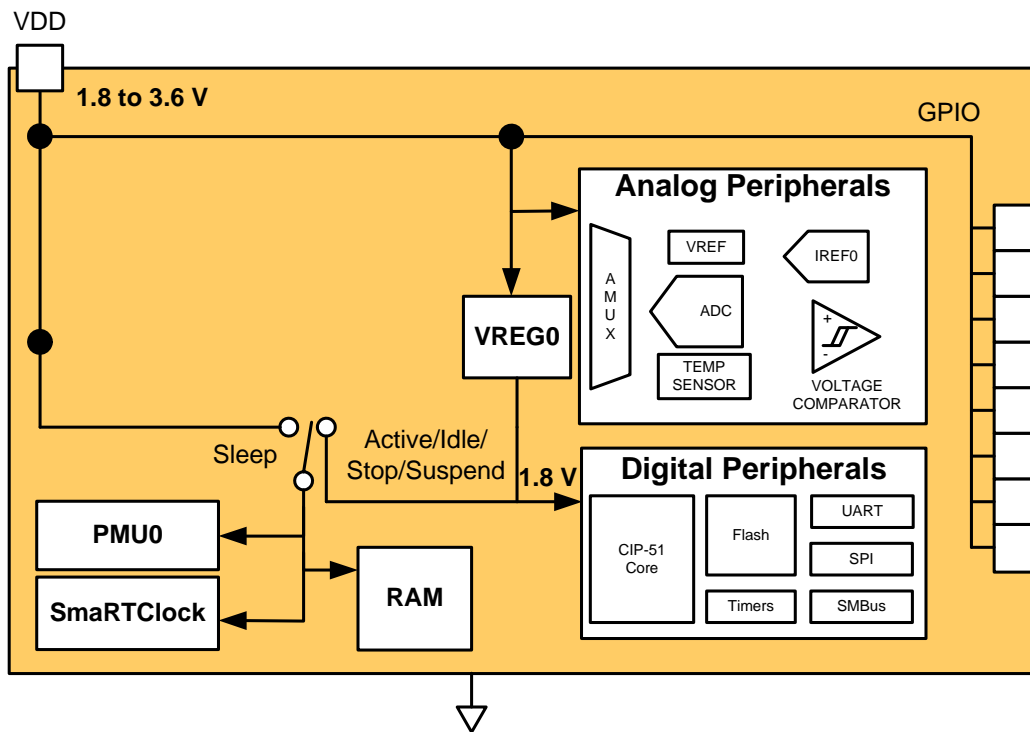 VDD
1.8 to 3.6 V
GPIO
Analog Peripherals
A
M
U
X
VREF
IREF0
ADC
TEMP
SENSOR
+
-
VOLTAGE
COMPARATOR
VREG0
Sleep
Active/Idle/
Stop/Suspend
1.8 V
Digital Peripherals
CIP-51
Core
Flash
UART
SPI
Timers
SMBus
PMU0
SmaRTClock
RAM